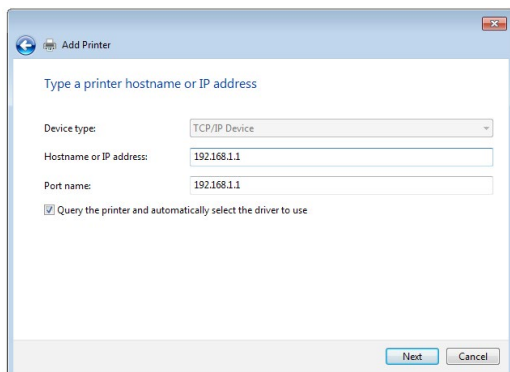 Add Printer
Type a printer hostname or IP address
Device type: TCP/IP Device
Hostname or IP address: 192.168.1.1
Port name: 192.168.1.1
Query the printer and automatically select the driver to use
Next Cancel